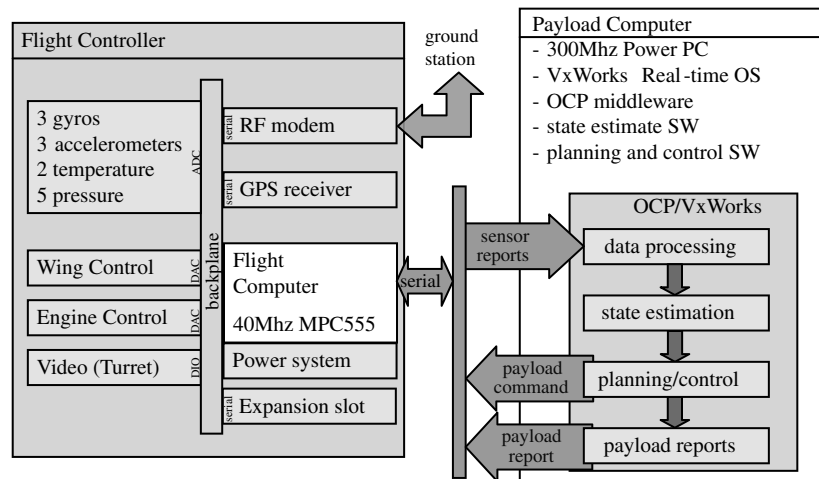 Flight Controller
3 gyros
3 accelerometers
2 temperature
5 pressure
ADC
Wing Control
DAC
Engine Control
DAC
Video (Turret)
DIO
backplane
serial
RF modem
serial
GPS receiver
Flight
Computer
40Mhz MPC555
Power system
serial
Expansion slot
ground
station
serial
Payload Computer
- 300Mhz Power PC
- VxWorks Real-time OS
- OCP middleware
- state estimate SW
- planning and control SW
OCP/VxWorks
sensor
reports
data processing
state estimation
payload
command
planning/control
payload
report
payload reports